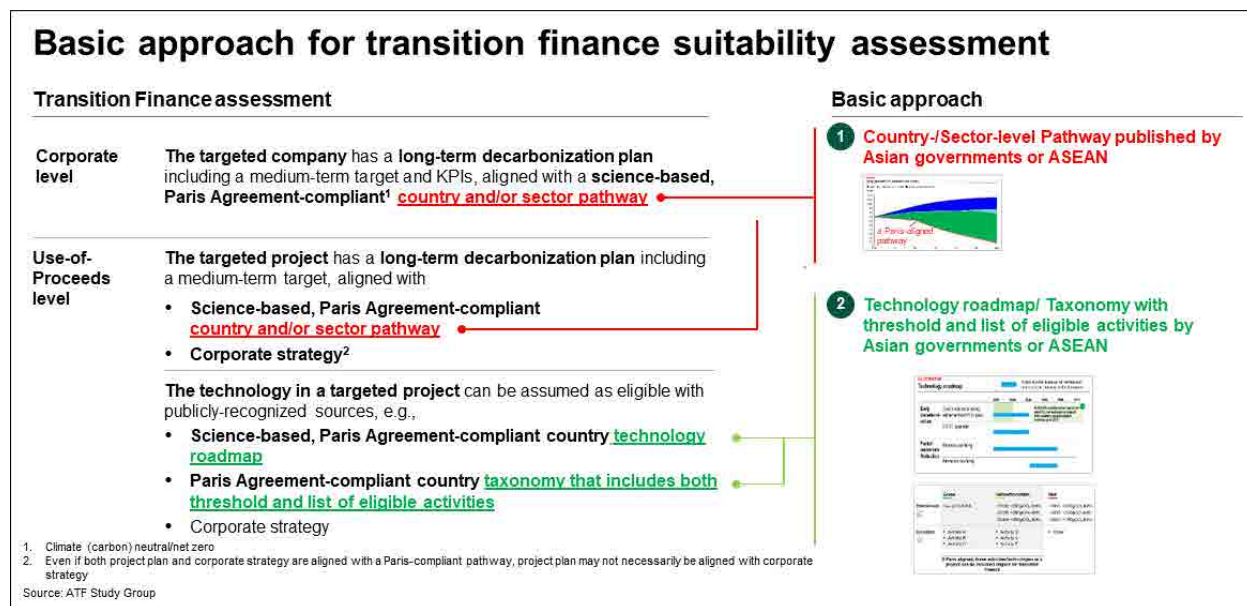 Basic approach for transition finance suitability assessment
Transition Finance assessment
Corporate
level
The targeted company has a long-term decarbonization plan
including a medium-term target and KPIs, aligned with a science-based,
Paris Agreement-compliant1 country and/or sector pathway
Use-of-
Proceeds
level
The targeted project has a long-term decarbonization plan including
a medium-term target, aligned with
• Science-based, Paris Agreement-compliant
country and/or sector pathway
• Corporate strategy2
The technology in a targeted project can be assumed as eligible with
publicly-recognized sources, e.g.,
• Science-based, Paris Agreement-compliant country technology
roadmap
• Paris Agreement-compliant country taxonomy that includes both
threshold and list of eligible activities
• Corporate strategy
Basic approach
1 Country-/Sector-level Pathway published by
Asian governments or ASEAN
a Paris-aligned
pathway
2 Technology roadmap/ Taxonomy with
threshold and list of eligible activities by
Asian governments or ASEAN
Technology roadmap
1. Climate (carbon) neutral/net zero
2. Even if both project plan and corporate strategy are aligned with a Paris-compliant pathway, project plan may not necessarily be aligned with corporate
strategy
Source: ATF Study Group